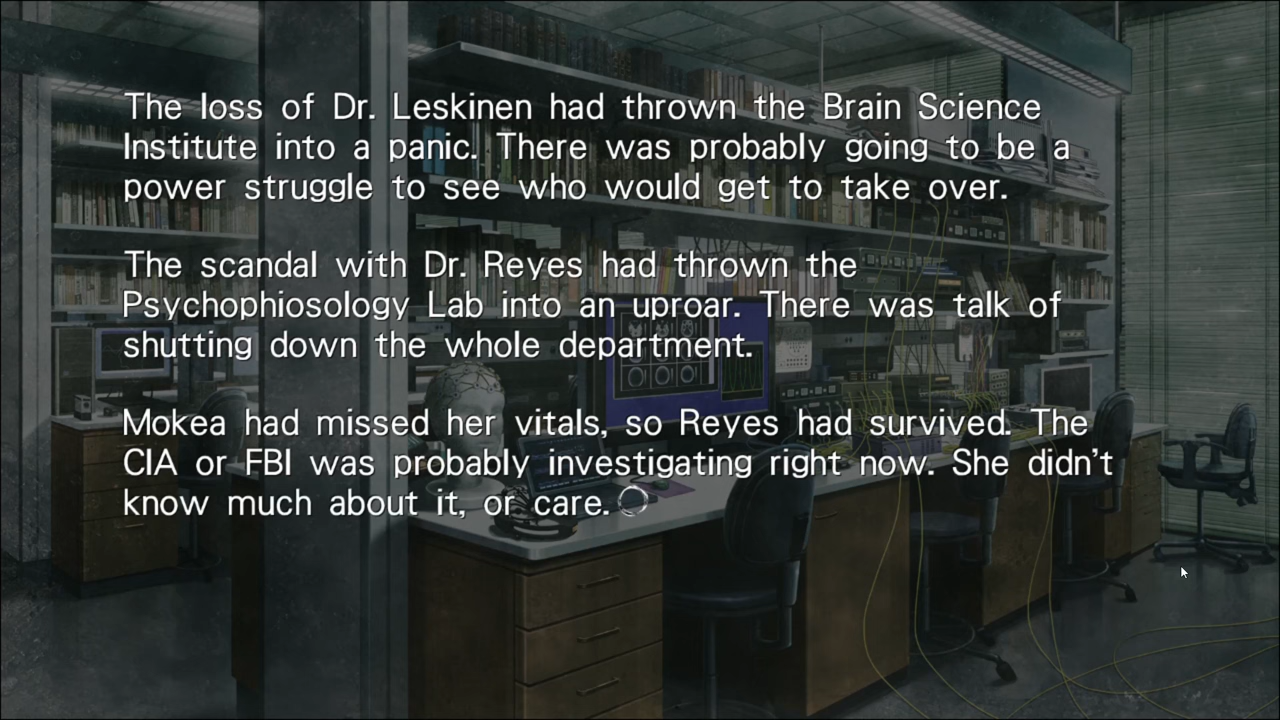 The loss of Dr. Leskinen had thrown the Brain Science
Institute into a panic. There was probably going to be a
power struggle to see who would get to take over.
The scandal with Dr. Reyes had thrown the
Psychophiosology Lab into an uproar. There was talk of
shutting down the whole department.
Mokea had missed her vitals, so Reyes had survived. The
CIA or FBI was probably investigating right now. She didn't
know much about it, or care.